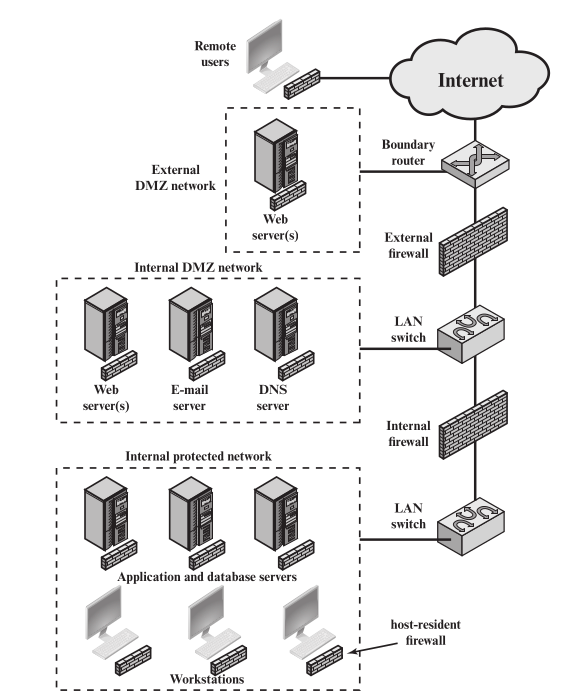 Remote
users
Internet
Boundary
router
External
DMZ network
Web
server(s)
External
firewall
Internal DMZ network
LAN
switch
Web
server(s)
E-mail
server
DNS
server
Internal
firewall
Internal protected network
LAN
switch
Application and database servers
host-resident
firewall
Workstations